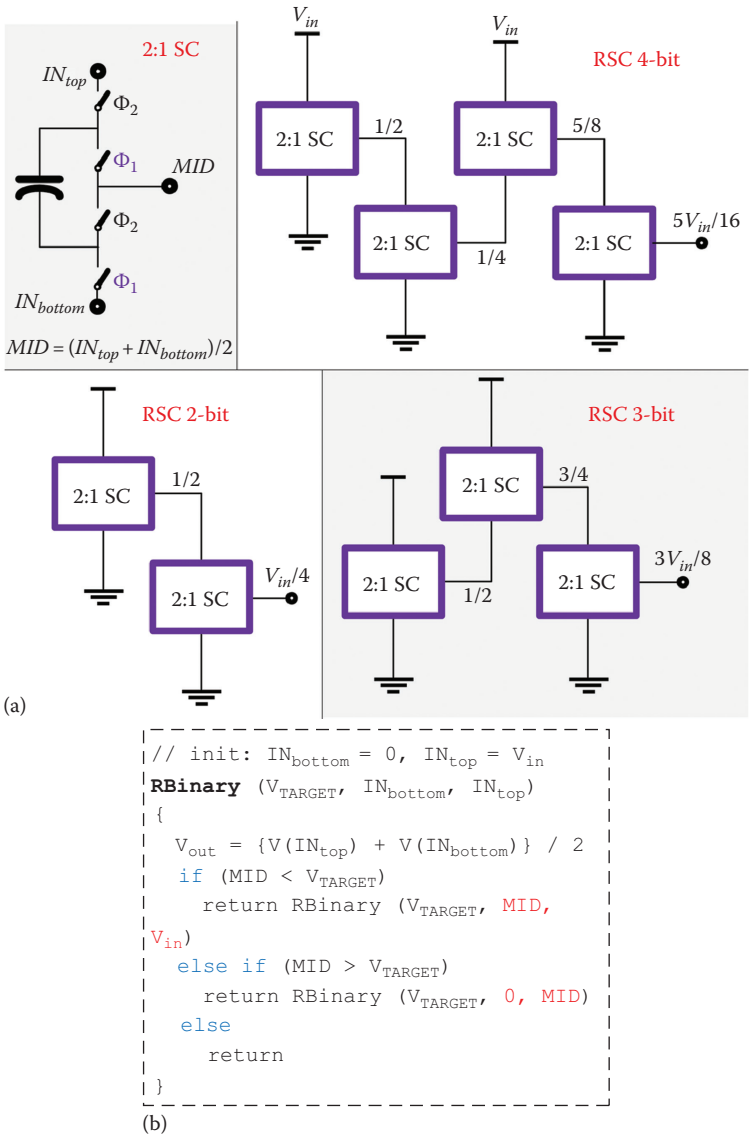 2:1 SC
IN_top
Φ2
Φ1
MID
Φ2
Φ1
IN_bottom
MID = (IN_top + IN_bottom)/2
RSC 4-bit
V_in
V_in
2:1 SC
1/2
2:1 SC
5/8
2:1 SC
1/4
2:1 SC
5V_in/16
RSC 2-bit
2:1 SC
1/2
2:1 SC
V_in/4
RSC 3-bit
2:1 SC
3/4
2:1 SC
1/2
2:1 SC
3V_in/8
(a)
// init: IN_bottom = 0, IN_top = V_in
RBinary (V_TARGET, IN_bottom, IN_top)
{
V_out = {V(IN_top) + V(IN_bottom)} / 2
if (MID < V_TARGET)
return RBinary (V_TARGET, MID,
V_in)
else if (MID > V_TARGET)
return RBinary (V_TARGET, 0, MID)
else
return
}
(b)